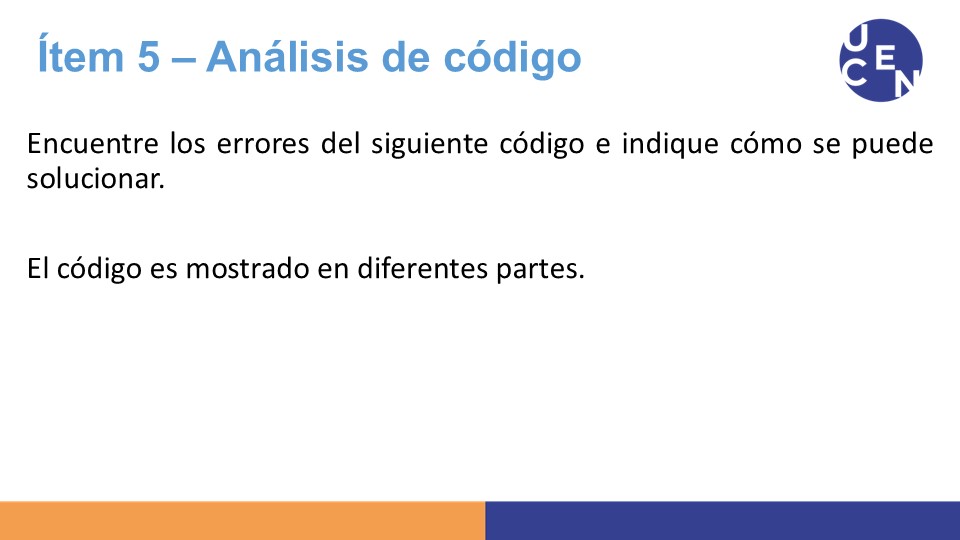 Ítem 5 – Análisis de código
U
C E N
Encuentre los errores del siguiente código e indique cómo se puede
solucionar.
El código es mostrado en diferentes partes.